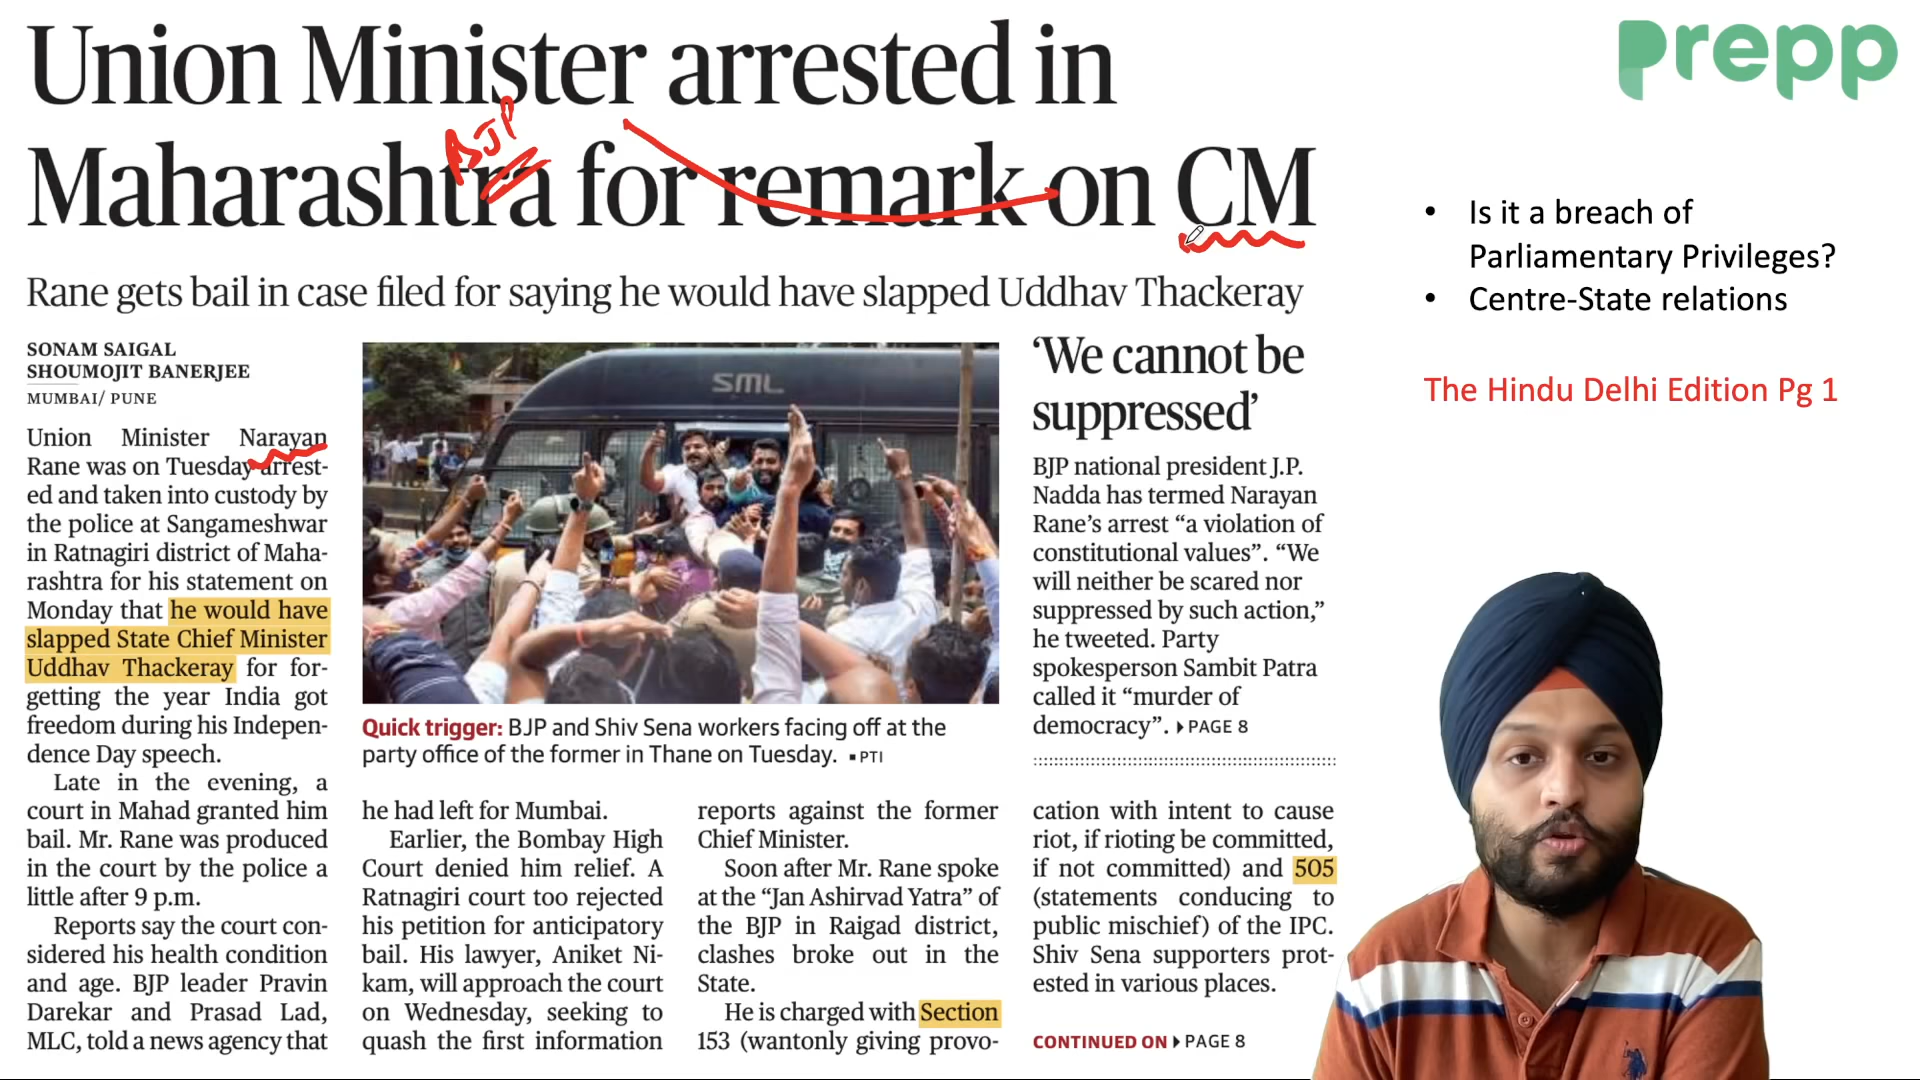 Union Minister arrested in
Maharashtra for remark on CM
BJP
Rane gets bail in case filed for saying he would have slapped Uddhav Thackeray
SONAM SAIGAL
SHOUMOJIT BANERJEE
MUMBAI/ PUNE
Union Minister Narayan
Rane was on Tuesday arrest-
ed and taken into custody by
the police at Sangameshwar
in Ratnagiri district of Maha-
rashtra for his statement on
Monday that he would have
slapped State Chief Minister
Uddhav Thackeray for for-
getting the year India got
freedom during his Indepen-
dence Day speech.
Late in the evening, a
court in Mahad granted him
bail. Mr. Rane was produced
in the court by the police a
little after 9 p.m.
Reports say the court con-
sidered his health condition
and age. BJP leader Pravin
Darekar and Prasad Lad,
MLC, told a news agency that
SML
Quick trigger: BJP and Shiv Sena workers facing off at the
party office of the former in Thane on Tuesday. ▪PTI
he had left for Mumbai.
Earlier, the Bombay High
Court denied him relief. A
Ratnagiri court too rejected
his petition for anticipatory
bail. His lawyer, Aniket Ni-
kam, will approach the court
on Wednesday, seeking to
quash the first information
reports against the former
Chief Minister.
Soon after Mr. Rane spoke
at the “Jan Ashirvad Yatra” of
the BJP in Raigad district,
clashes broke out in the
State.
He is charged with Section
153 (wantonly giving provo-
‘We cannot be
suppressed’
BJP national president J.P.
Nadda has termed Narayan
Rane’s arrest “a violation of
constitutional values”. “We
will neither be scared nor
suppressed by such action,”
he tweeted. Party
spokesperson Sambit Patra
called it “murder of
democracy”. ▸PAGE 8
cation with intent to cause
riot, if rioting be committed,
if not committed) and 505
(statements conducing to
public mischief) of the IPC.
Shiv Sena supporters prot-
ested in various places.
CONTINUED ON ▸ PAGE 8
prepp
• Is it a breach of
Parliamentary Privileges?
• Centre-State relations
The Hindu Delhi Edition Pg 1